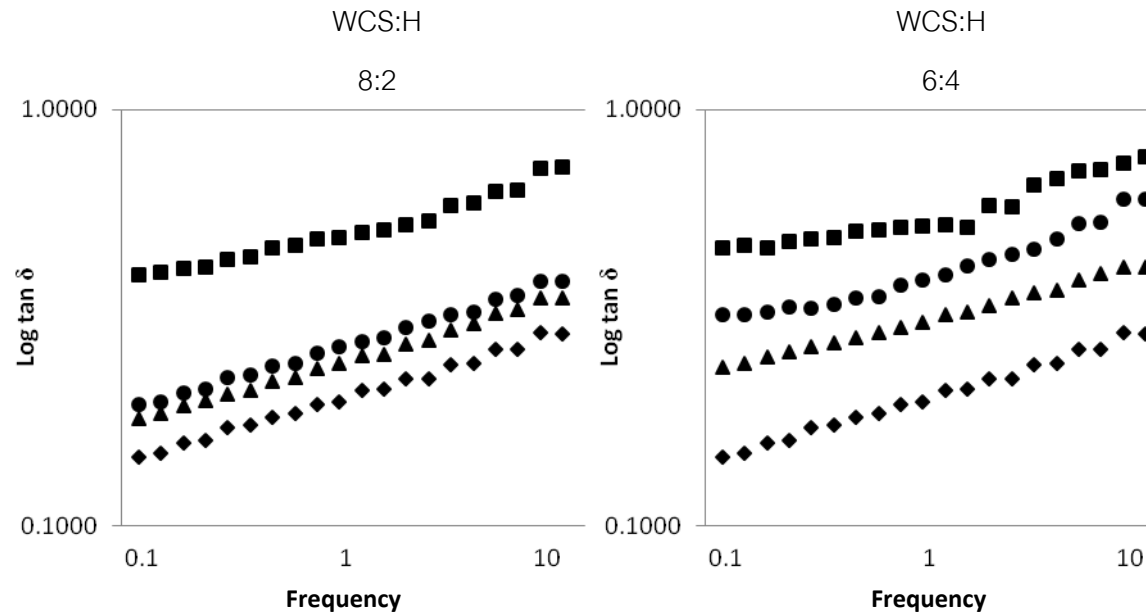 WCS:H
8:2
1.0000
Log tan δ
0.1000
0.1
1
10
Frequency
WCS:H
6:4
1.0000
Log tan δ
0.1000
0.1
1
10
Frequency